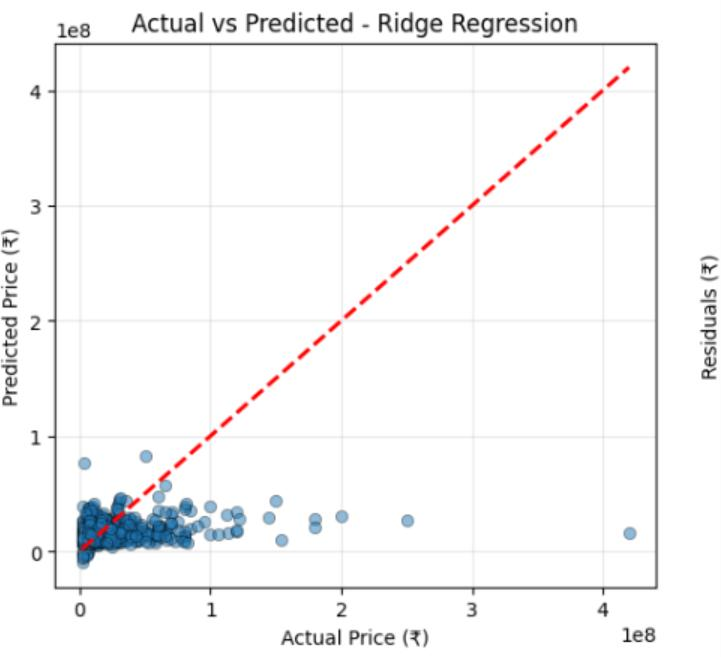 Actual vs Predicted - Ridge Regression
1e8
4
3
2
1
0
Predicted Price (₹)
0 1 2 3 4
1e8
Actual Price (₹)
Residuals (₹)